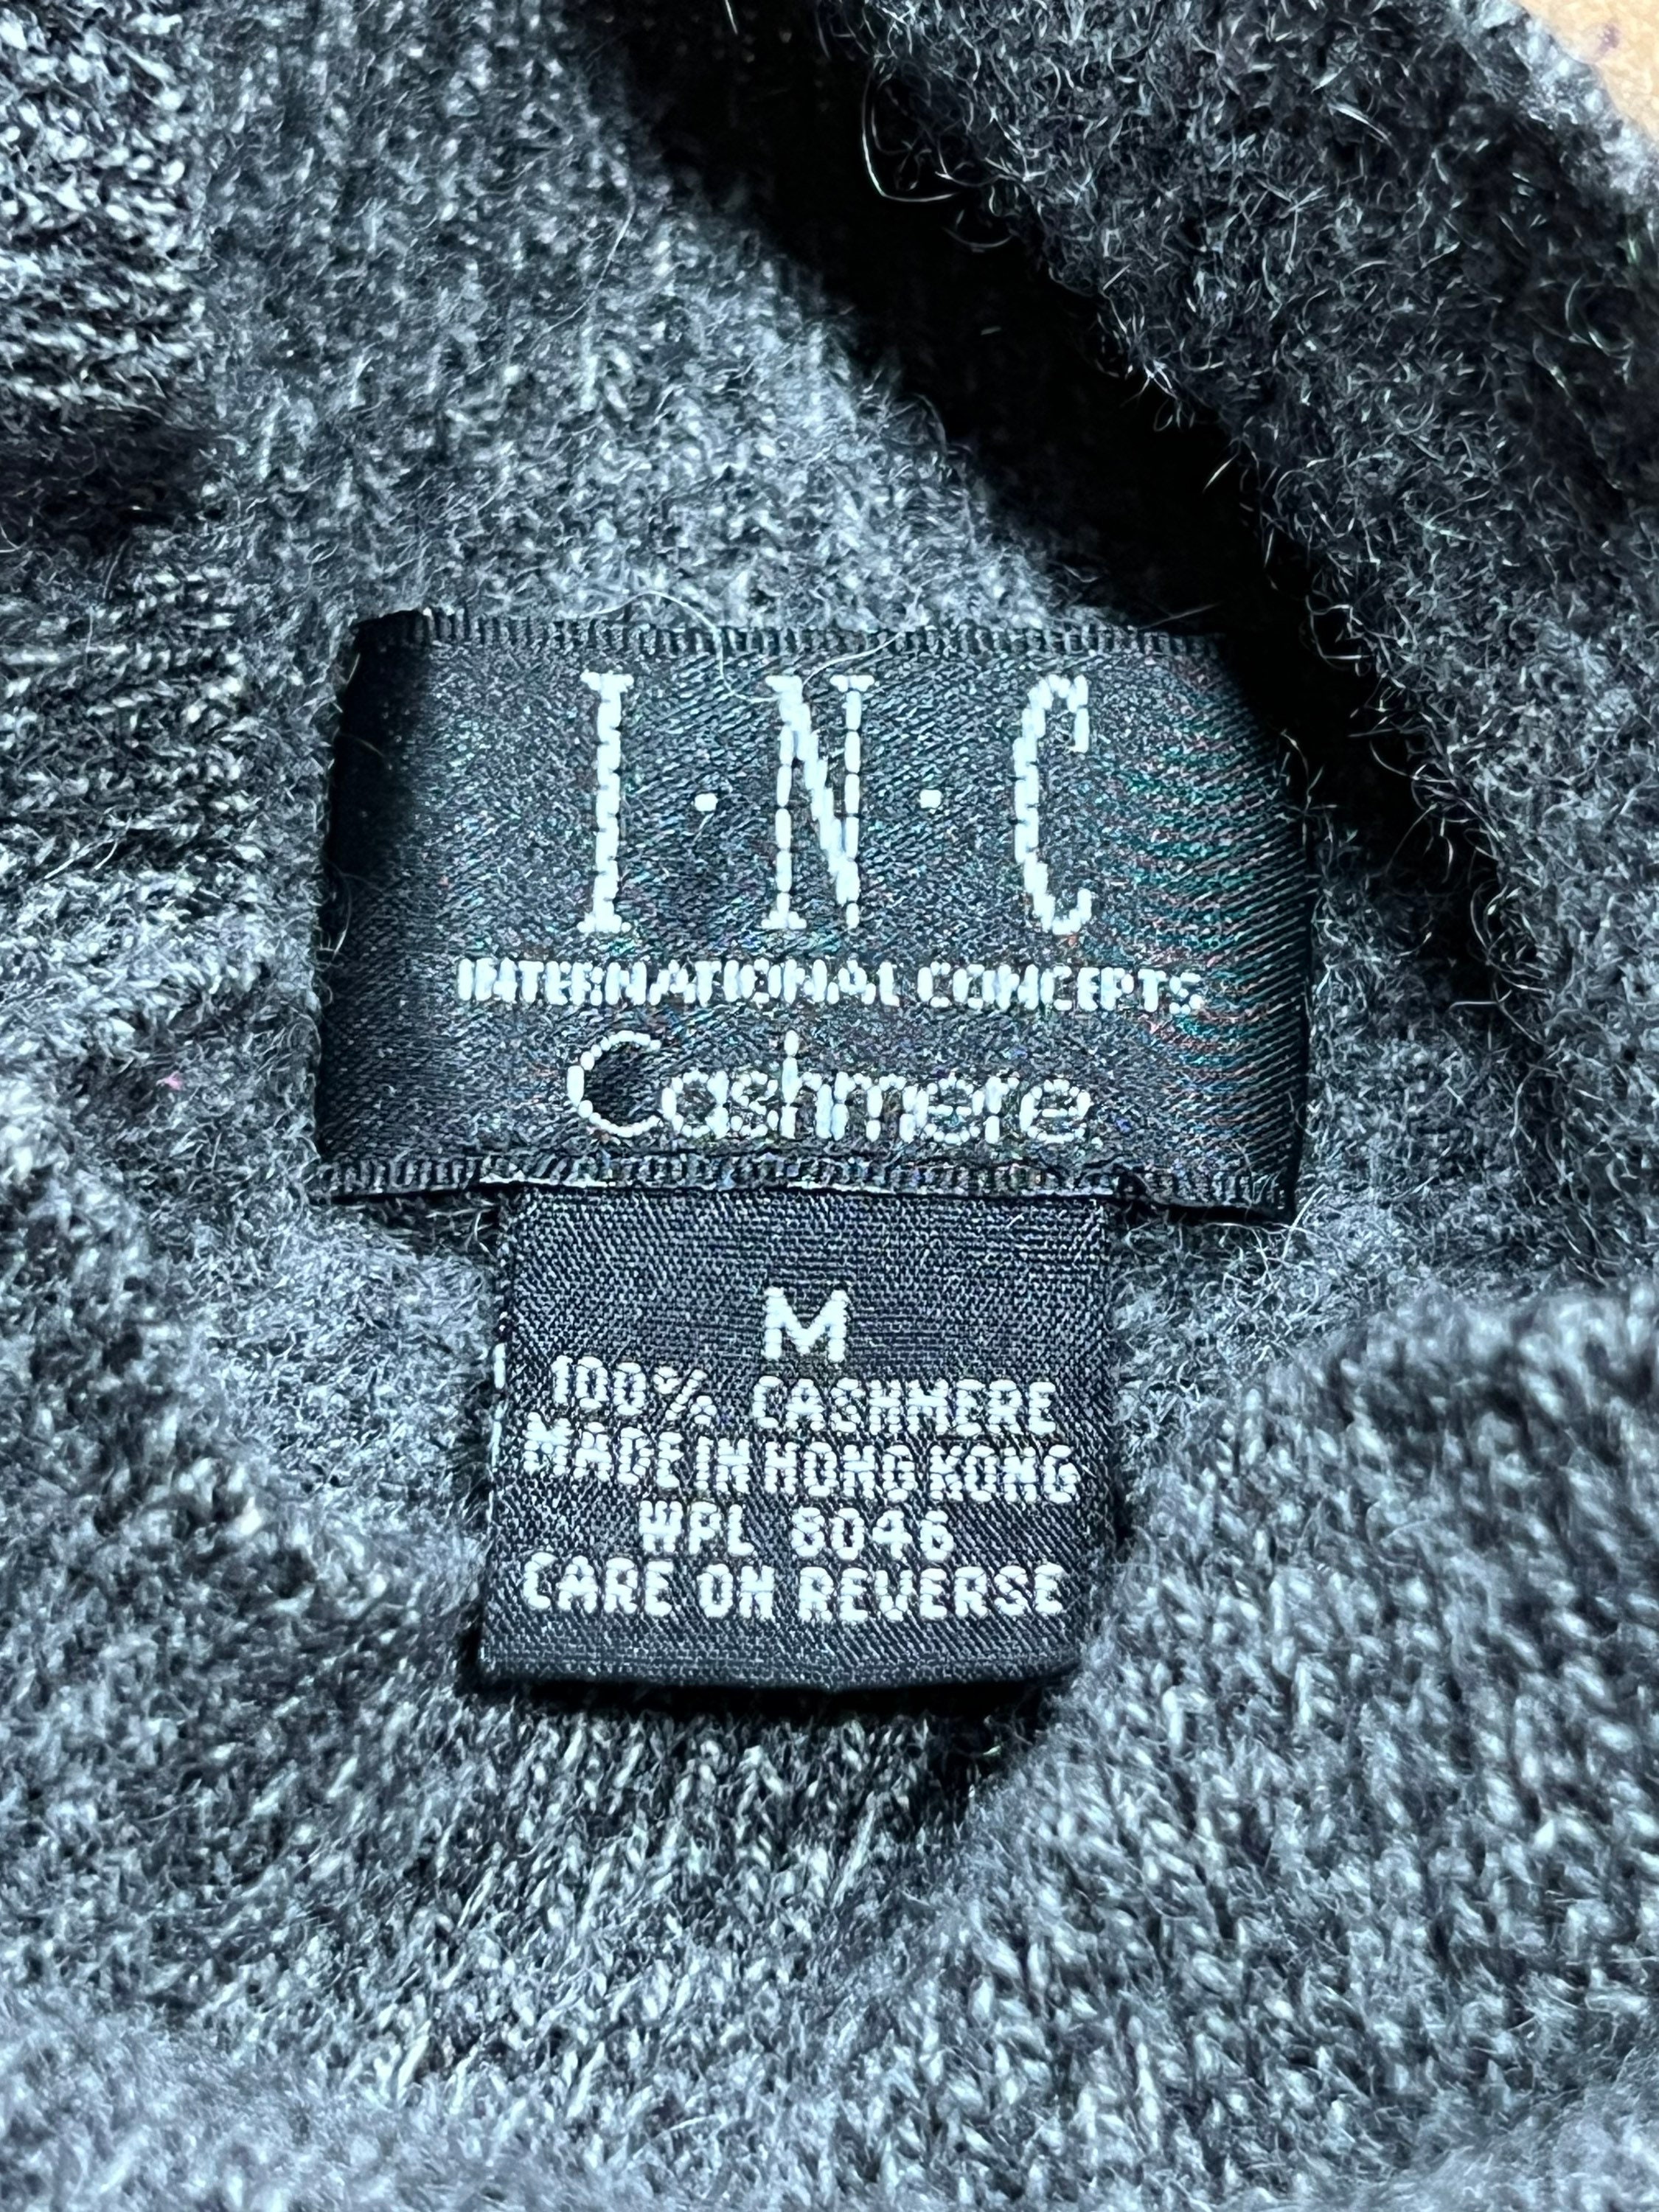 I·N·C
INTERNATIONAL CONCEPTS
Cashmere
M
100% CASHMERE
MADE IN HONG KONG
WPL 8046
CARE ON REVERSE